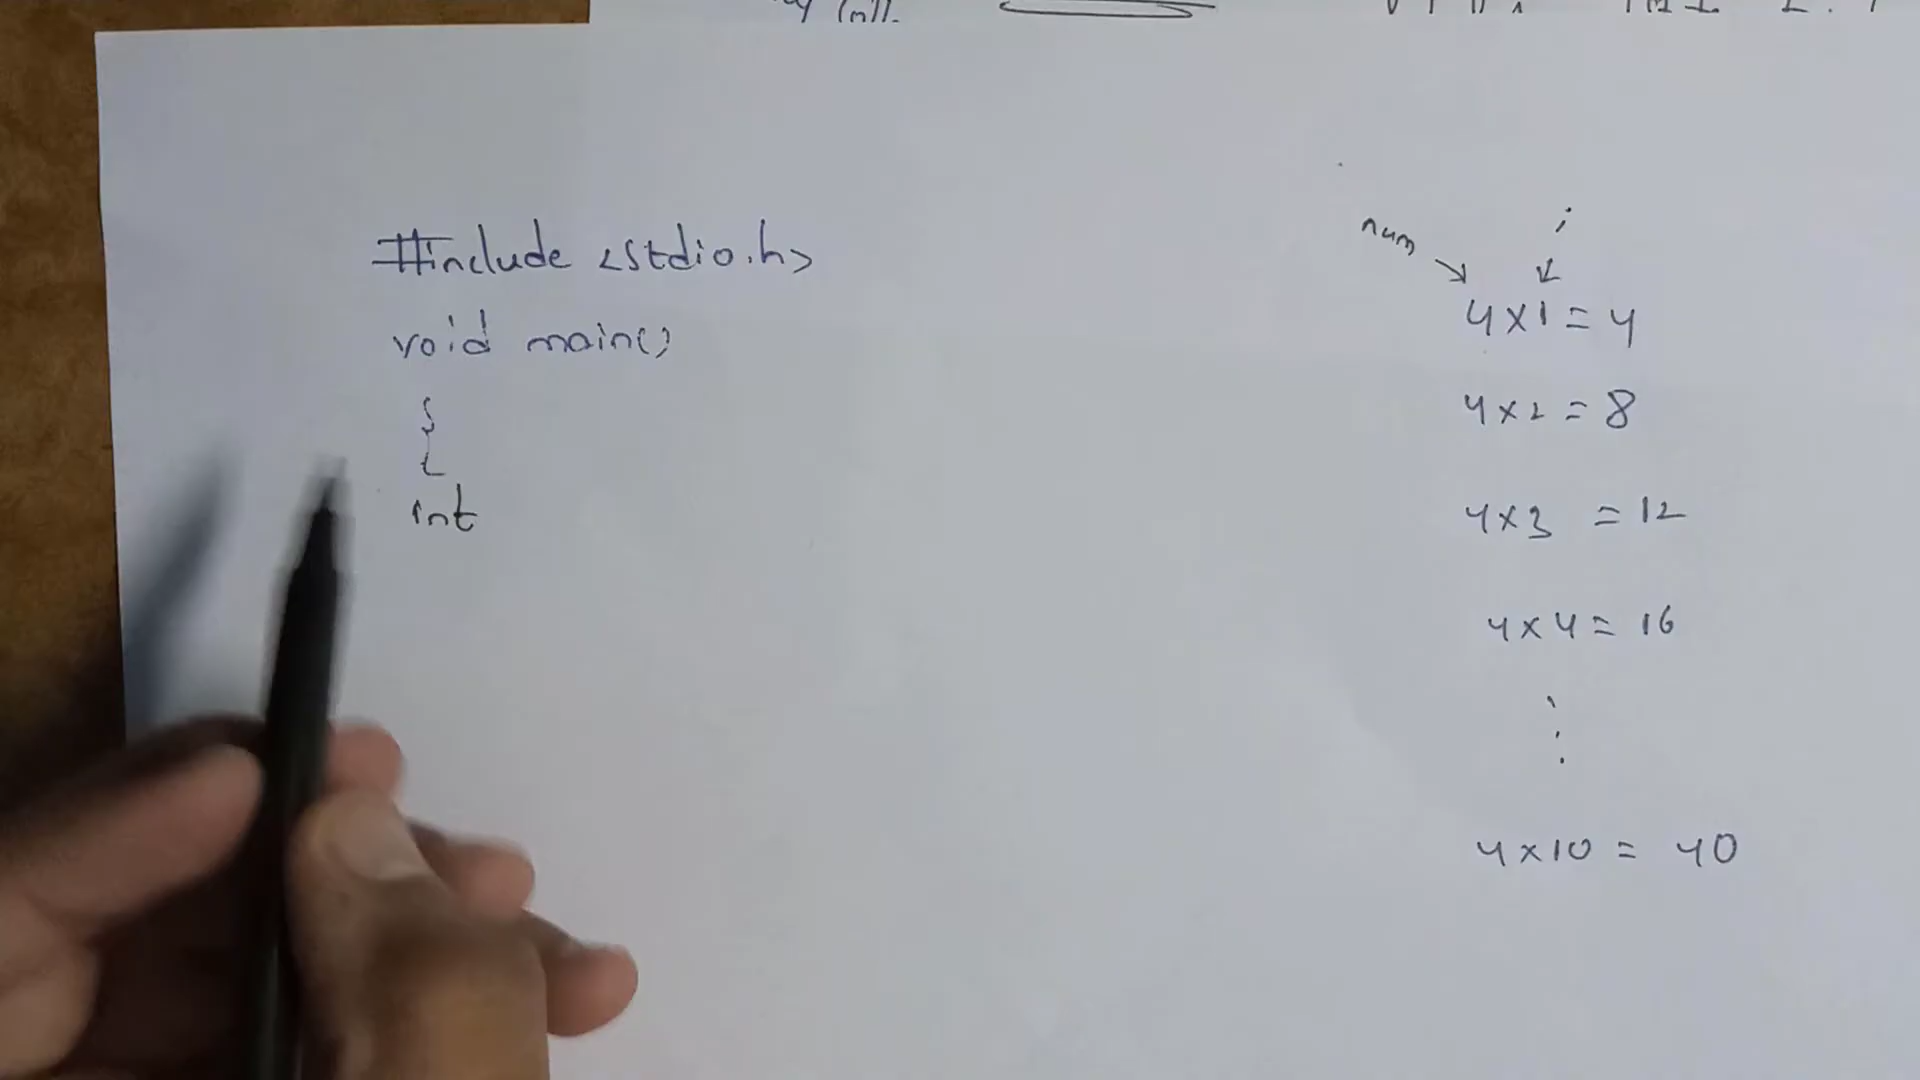 #include <stdio.h>
void main()
{
int
num i
4x1=4
4x2=8
4x3 =12
4x4=16
4x10= 40